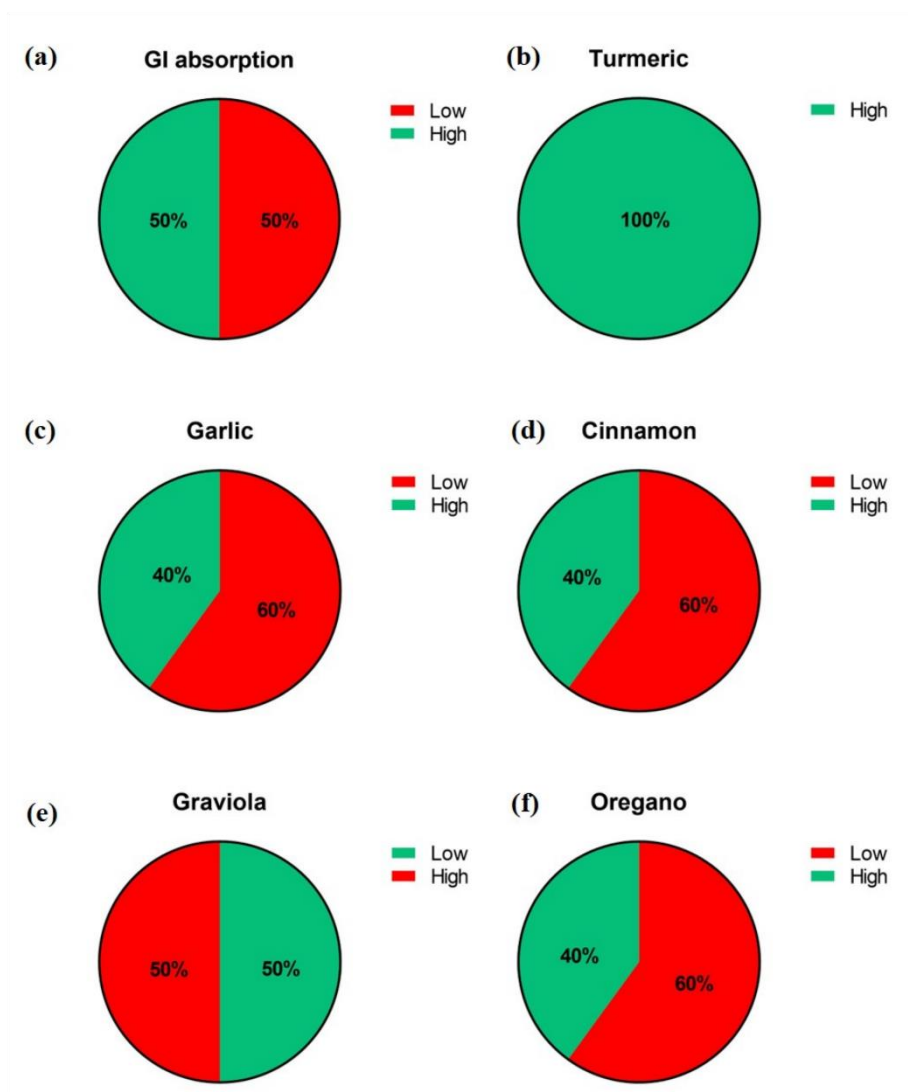 (a) GI absorption
Low
High
50% 50%
(b) Turmeric
High
100%
(c) Garlic
Low
High
40%
60%
(d) Cinnamon
Low
High
40%
60%
(e) Graviola
Low
High
50% 50%
(f) Oregano
Low
High
40%
60%